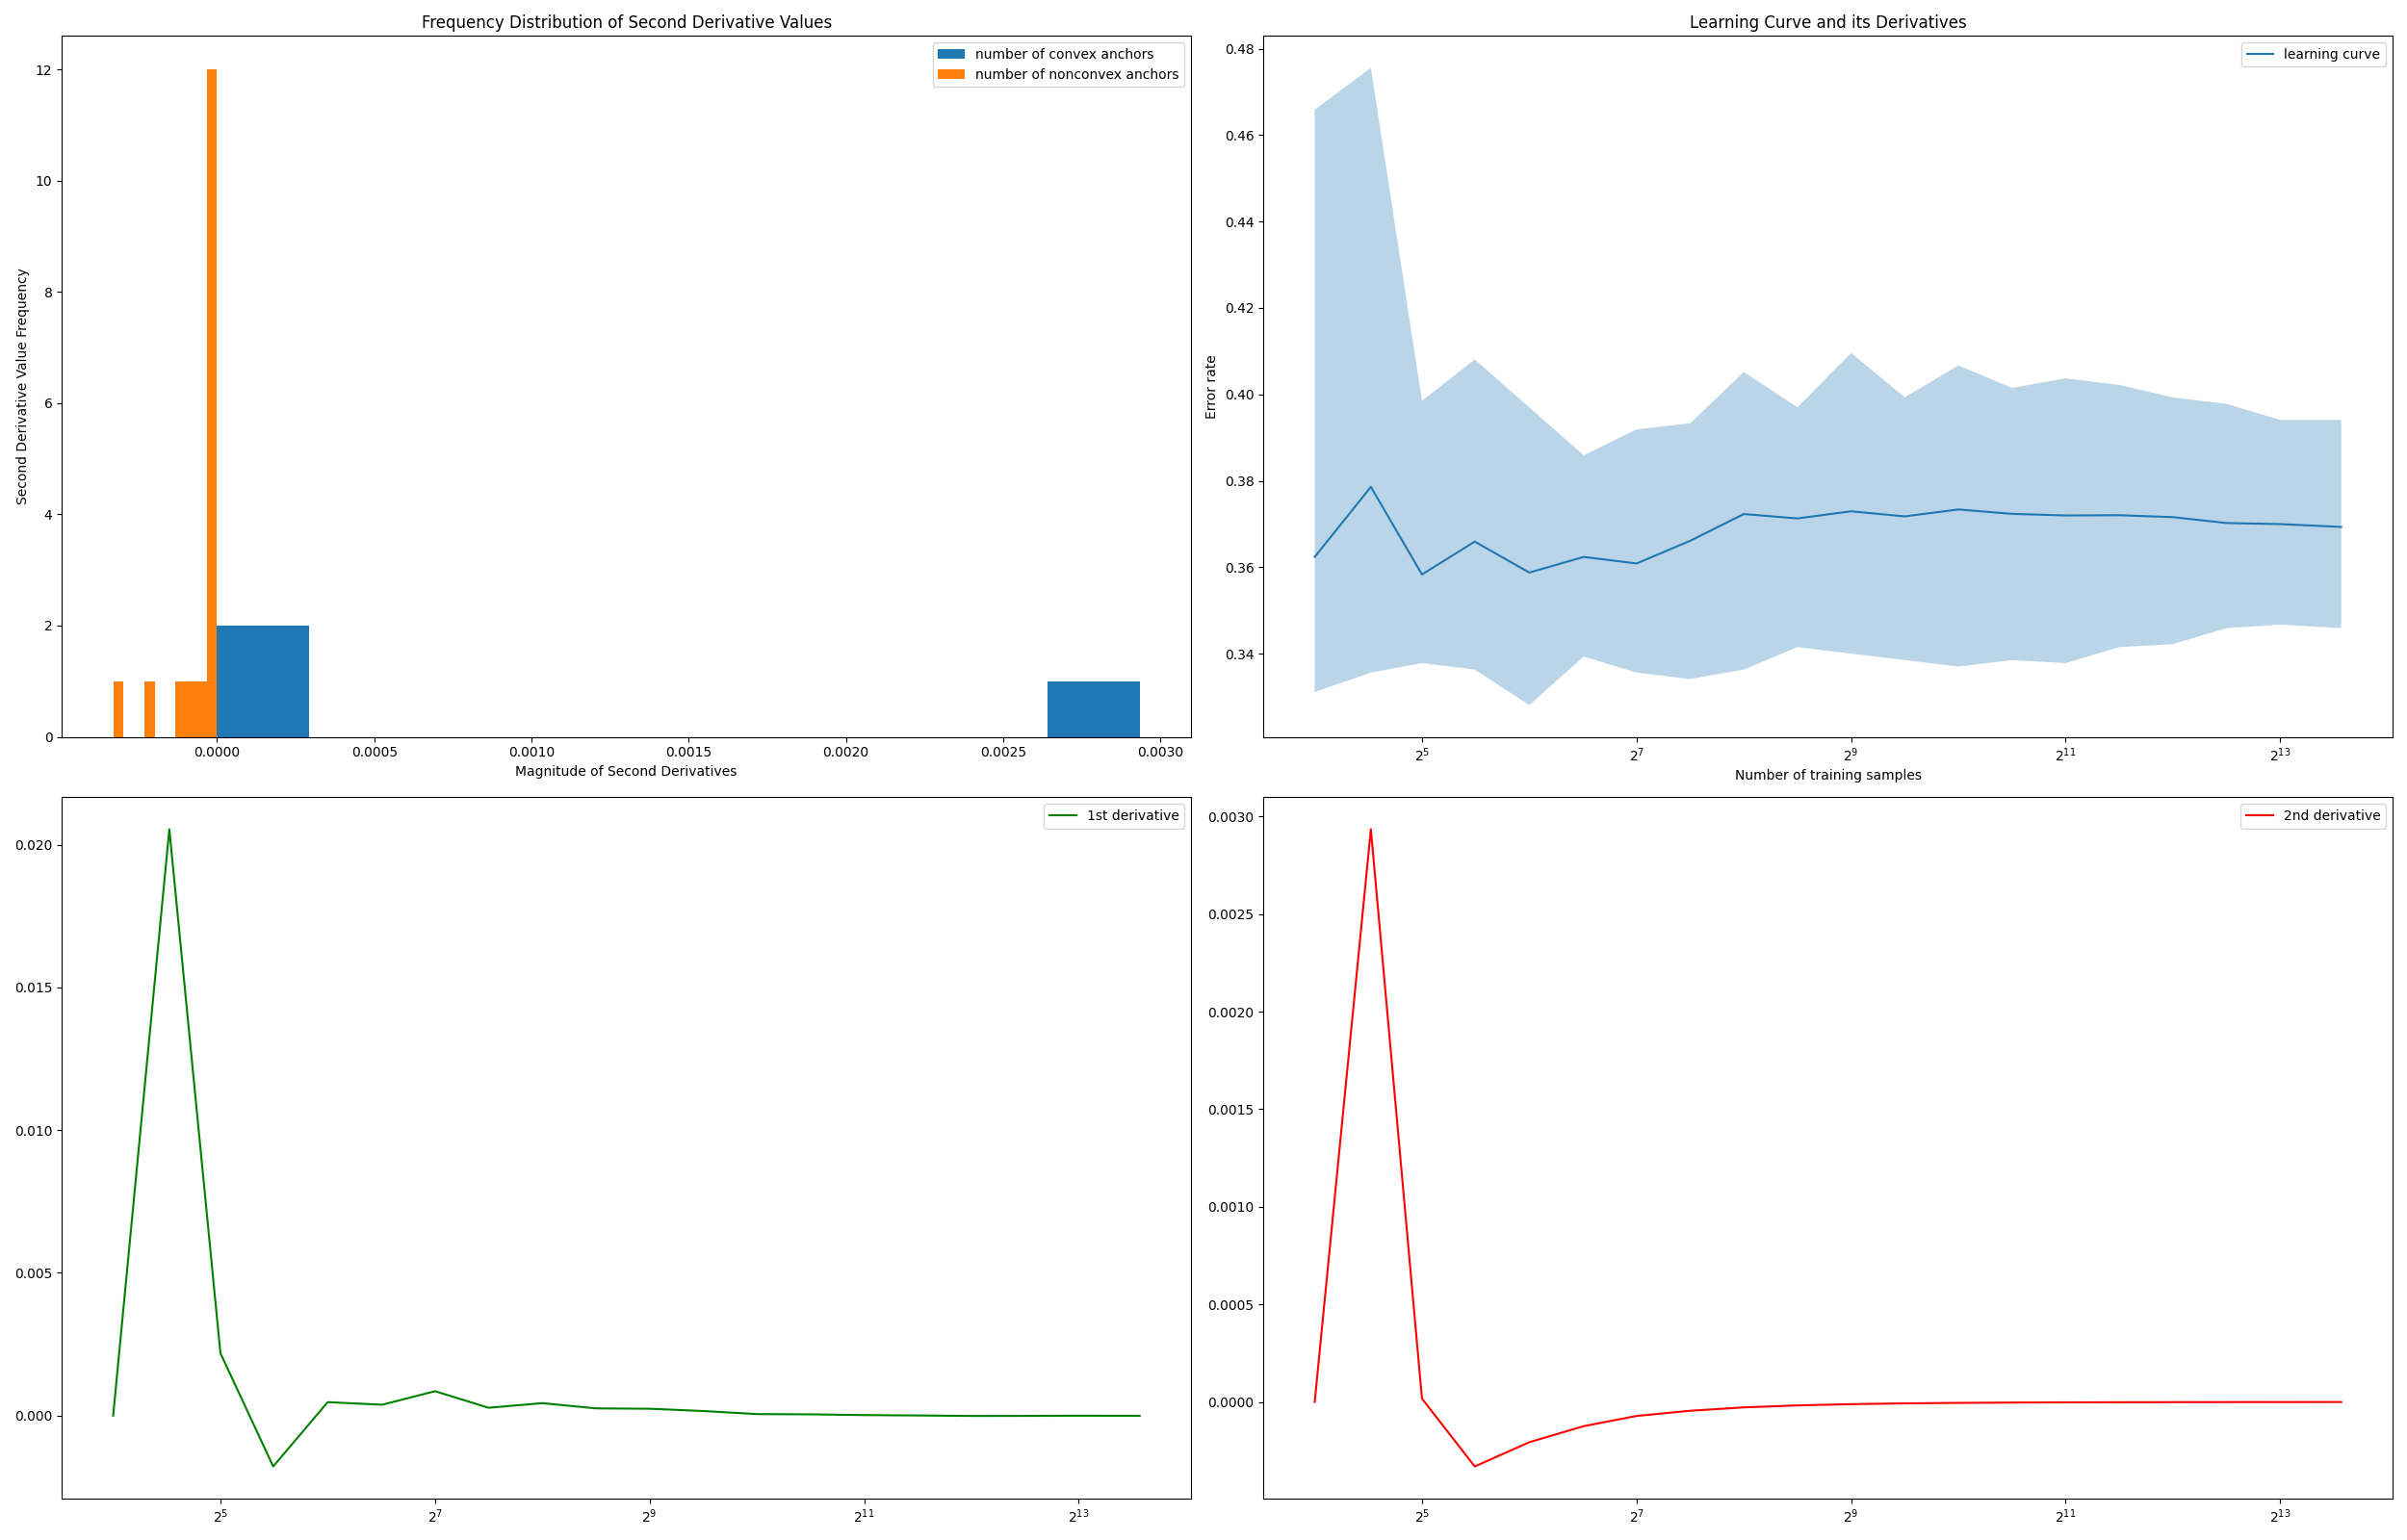 Frequency Distribution of Second Derivative Values
number of convex anchors
number of nonconvex anchors
Second Derivative Value Frequency
12
10
8
6
4
2
0
0.0000 0.0005 0.0010 0.0015 0.0020 0.0025 0.0030
Magnitude of Second Derivatives
Learning Curve and its Derivatives
learning curve
Error rate
0.48
0.46
0.44
0.42
0.40
0.38
0.36
0.34
2^5 2^7 2^9 2^11 2^13
Number of training samples
1st derivative
0.020
0.015
0.010
0.005
0.000
2^5 2^7 2^9 2^11 2^13
2nd derivative
0.0030
0.0025
0.0020
0.0015
0.0010
0.0005
0.0000
2^5 2^7 2^9 2^11 2^13